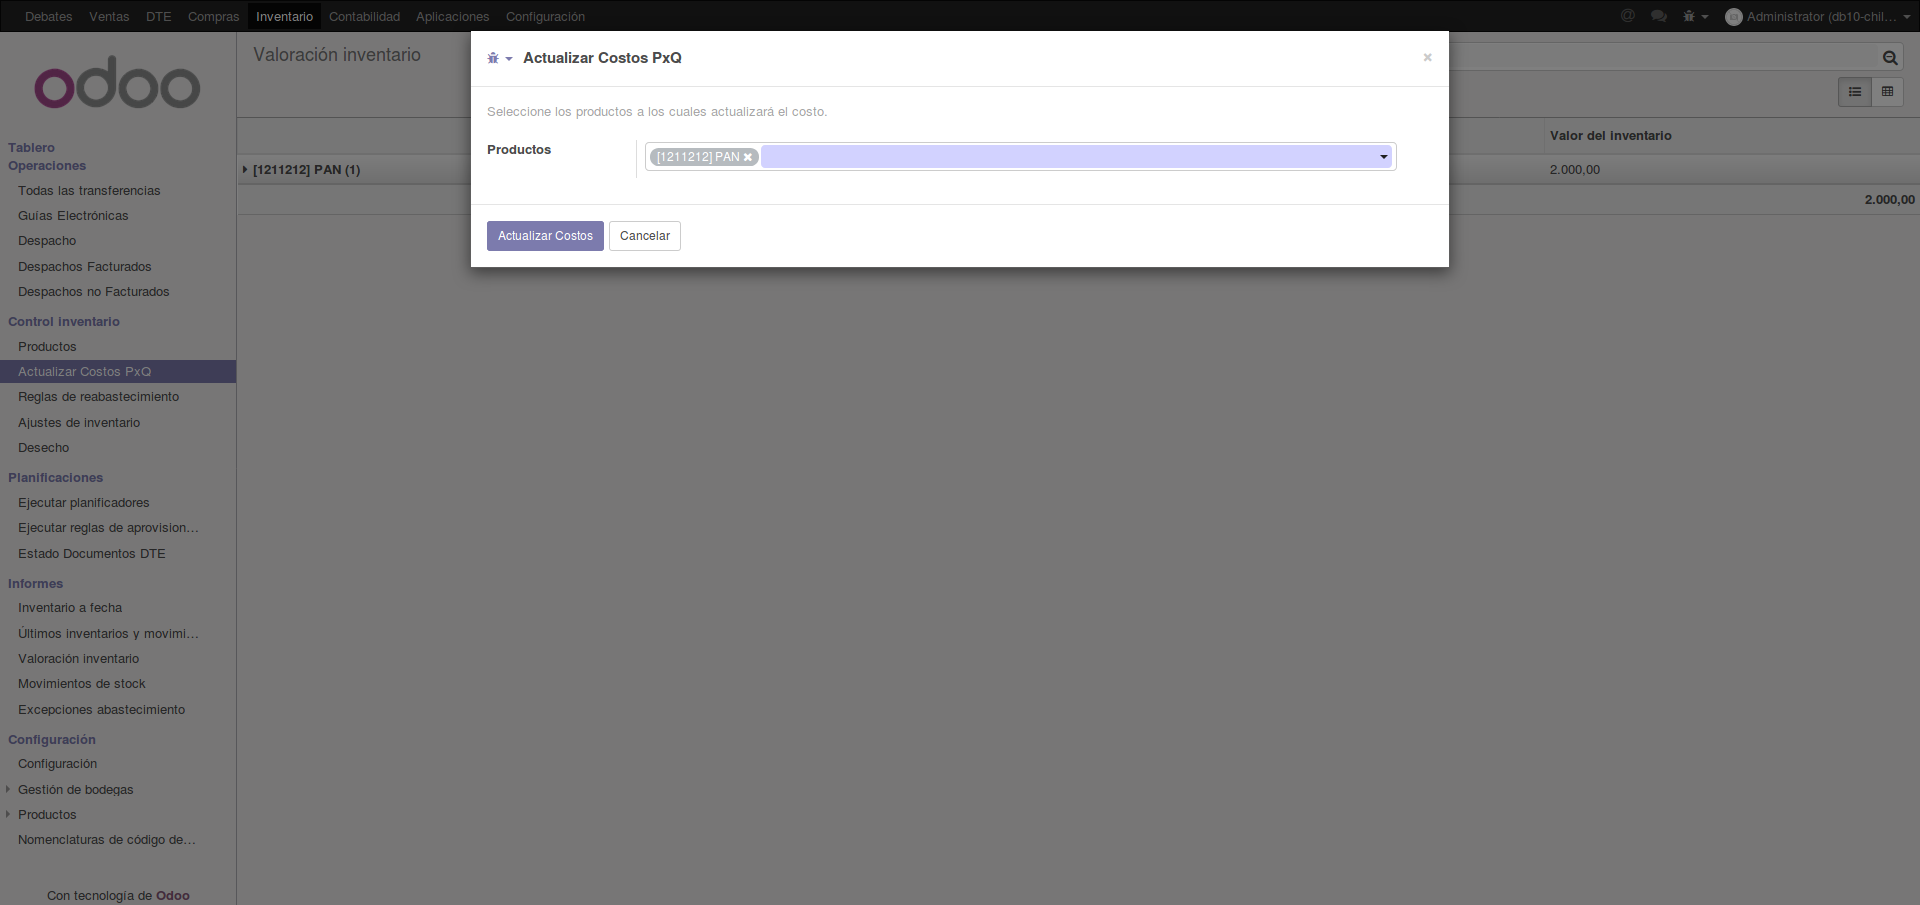 Debates Ventas DTE Compras Inventario Contabilidad Aplicaciones Configuración @ Administrator (db10-chil...
odoo
Valoración inventario
Actualizar Costos PxQ ×
Seleccione los productos a los cuales actualizará el costo.
Productos [1211212] PAN ×
Actualizar Costos Cancelar
Valor del inventario
[1211212] PAN (1) 2.000,00
2.000,00
Tablero
Operaciones
Todas las transferencias
Guías Electrónicas
Despacho
Despachos Facturados
Despachos no Facturados
Control inventario
Productos
Actualizar Costos PxQ
Reglas de reabastecimiento
Ajustes de inventario
Desecho
Planificaciones
Ejecutar planificadores
Ejecutar reglas de aprovision...
Estado Documentos DTE
Informes
Inventario a fecha
Últimos inventarios y movimi...
Valoración inventario
Movimientos de stock
Excepciones abastecimiento
Configuración
Configuración
Gestión de bodegas
Productos
Nomenclaturas de código de...
Con tecnología de Odoo